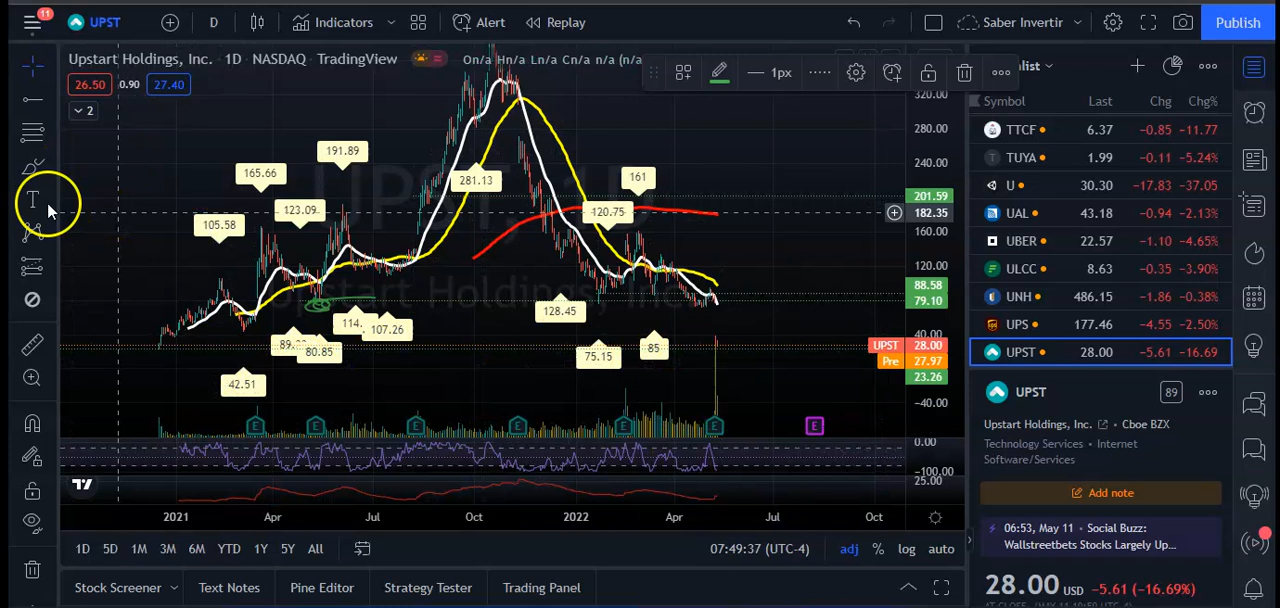 11
UPST
D
Indicators
Alert
Replay
Saber Invertir
Publish
Upstart Holdings, Inc. · 1D · NASDAQ · TradingView
On/a Hn/a Ln/a Cn/a n/a (n/a
1px
26.50
0.90
27.40
2
320.00
280.00
240.00
201.59
182.35
160.00
120.00
88.58
79.10
40.00
UPST 28.00
Pre 27.97
23.26
−40.00
0.00
−100.00
25.00
165.66
191.89
105.58
123.09
281.13
161
120.75
128.45
107.26
80.85
75.15
85
42.51
UPST, 1D
Upstart Holdings, Inc.
E
E
E
E
E
E
E
2021
Apr
Jul
Oct
2022
Apr
Jul
Oct
1D
5D
1M
3M
6M
YTD
1Y
5Y
All
07:49:37 (UTC-4)
adj
%
log
auto
Stock Screener
Text Notes
Pine Editor
Strategy Tester
Trading Panel
Symbol Last Chg Chg%
TTCF 6.37 −0.85 −11.77
TUYA 1.99 −0.11 −5.24%
U 30.30 −17.83 −37.05
UAL 43.18 −0.94 −2.13%
UBER 22.57 −1.10 −4.65%
ULCC 8.63 −0.35 −3.90%
UNH 486.15 −1.86 −0.38%
UPS 177.46 −4.55 −2.50%
UPST 28.00 −5.61 −16.69
UPST
89
Upstart Holdings, Inc.
Cboe BZX
Technology Services · Internet
Software/Services
Add note
06:53, May 11 · Social Buzz:
Wallstreetbets Stocks Largely Up...
28.00 USD −5.61 (−16.69%)